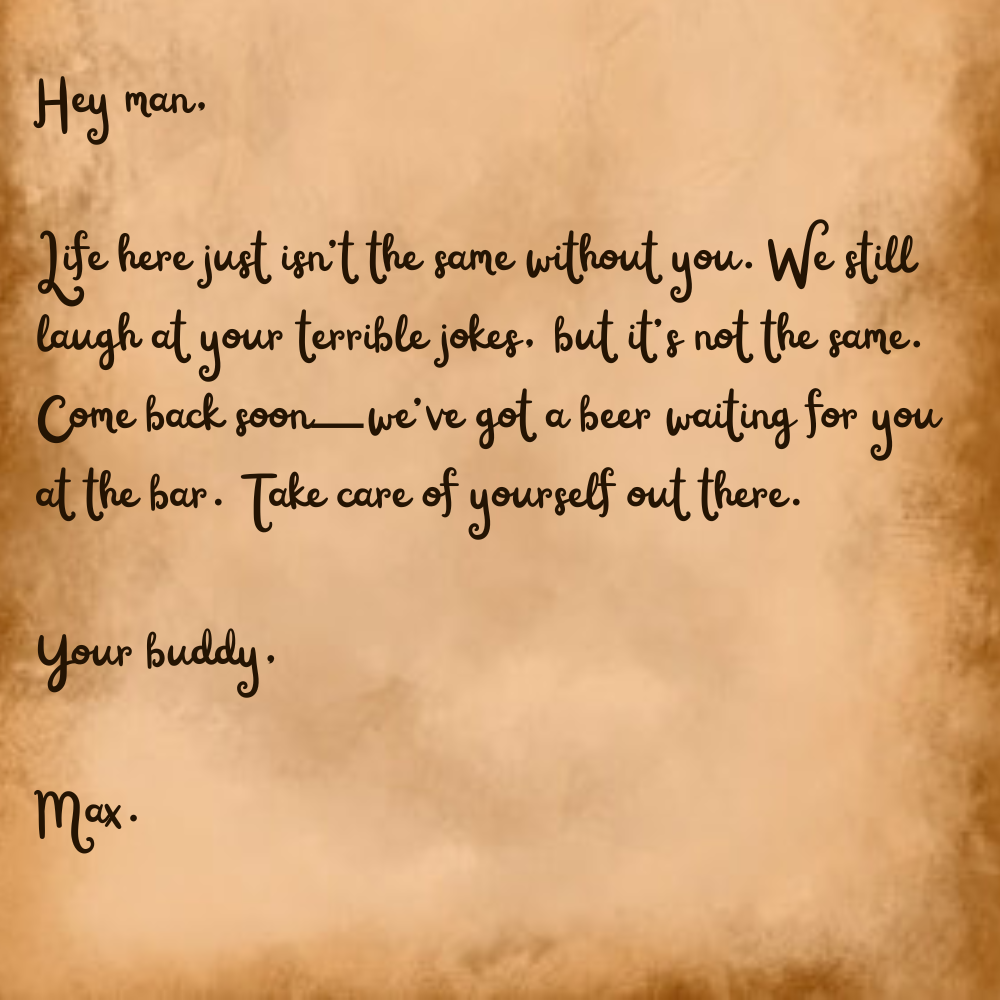 Hey man,
Life here just isn't the same without you. We still
laugh at your terrible jokes, but it's not the same.
Come back soon—we've got a beer waiting for you
at the bar. Take care of yourself out there.
Your buddy,
Max.